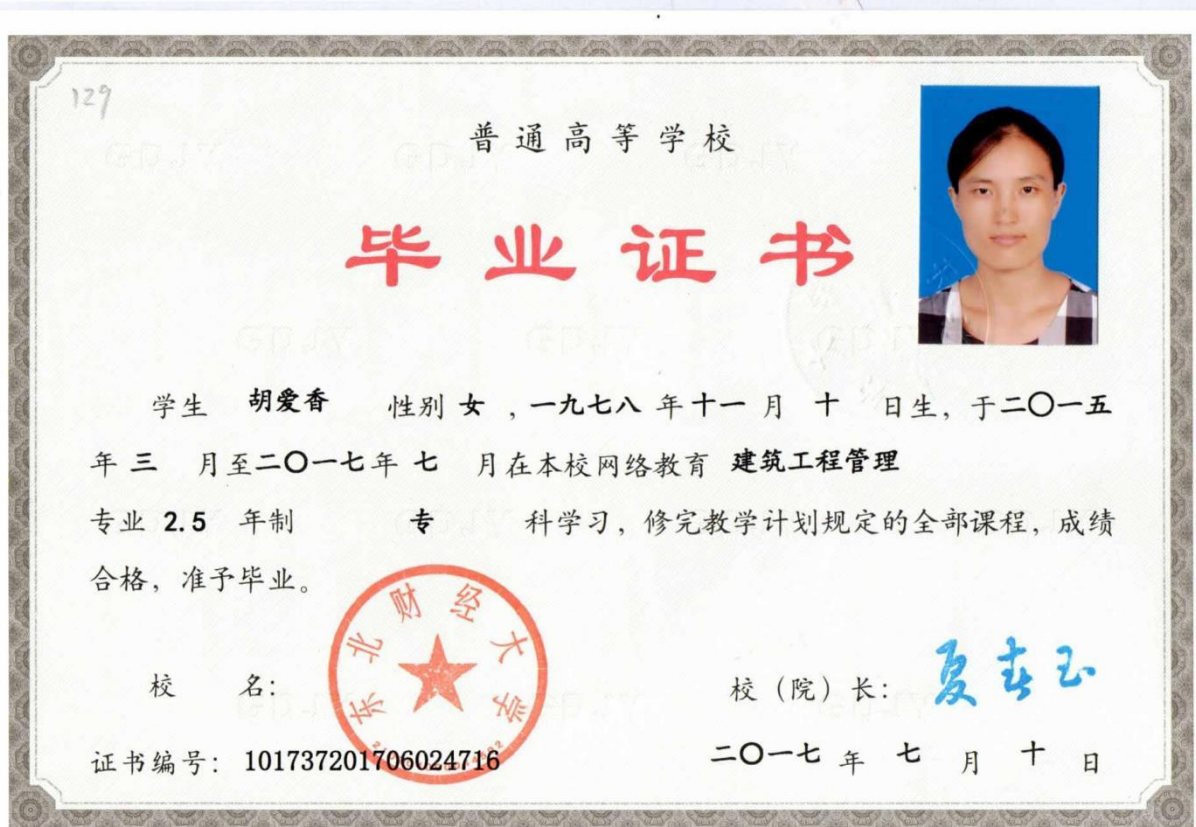 129
普通高等学校
毕业证书
学生 胡爱香 性别 女 ，一九七八 年 十一 月 十 日生，于二〇一五
年 三 月至二〇一七年 七 月在本校网络教育 建筑工程管理
专业 2.5 年制 专 科学习，修完教学计划规定的全部课程，成绩
合格，准予毕业。
东北财经大学
校 名： 校（院）长： 夏春玉
证书编号： 101737201706024716 二〇一七 年 七 月 十 日